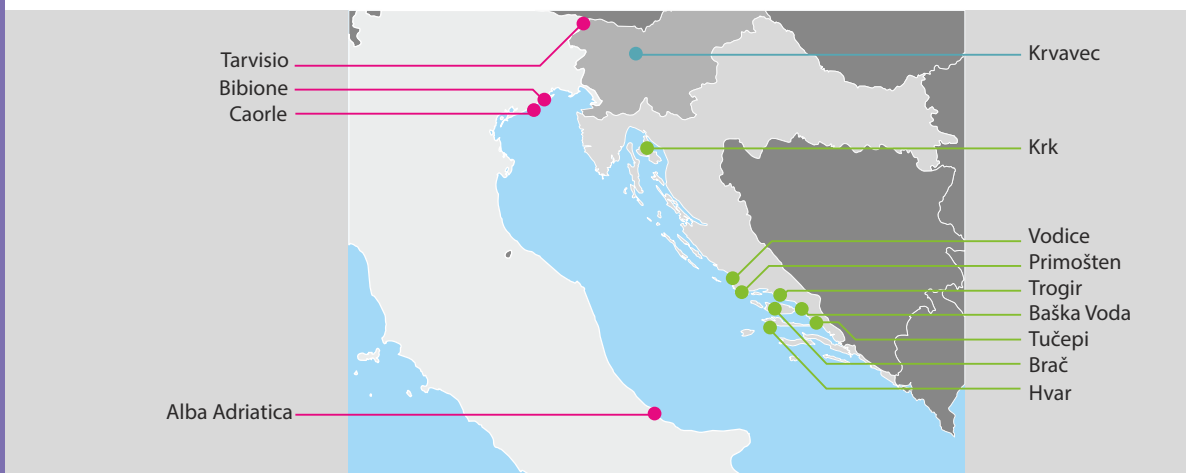 Tarvisio
Bibione
Caorle
Alba Adriatica
Krvavec
Krk
Vodice
Primošten
Trogir
Baška Voda
Tučepi
Brač
Hvar